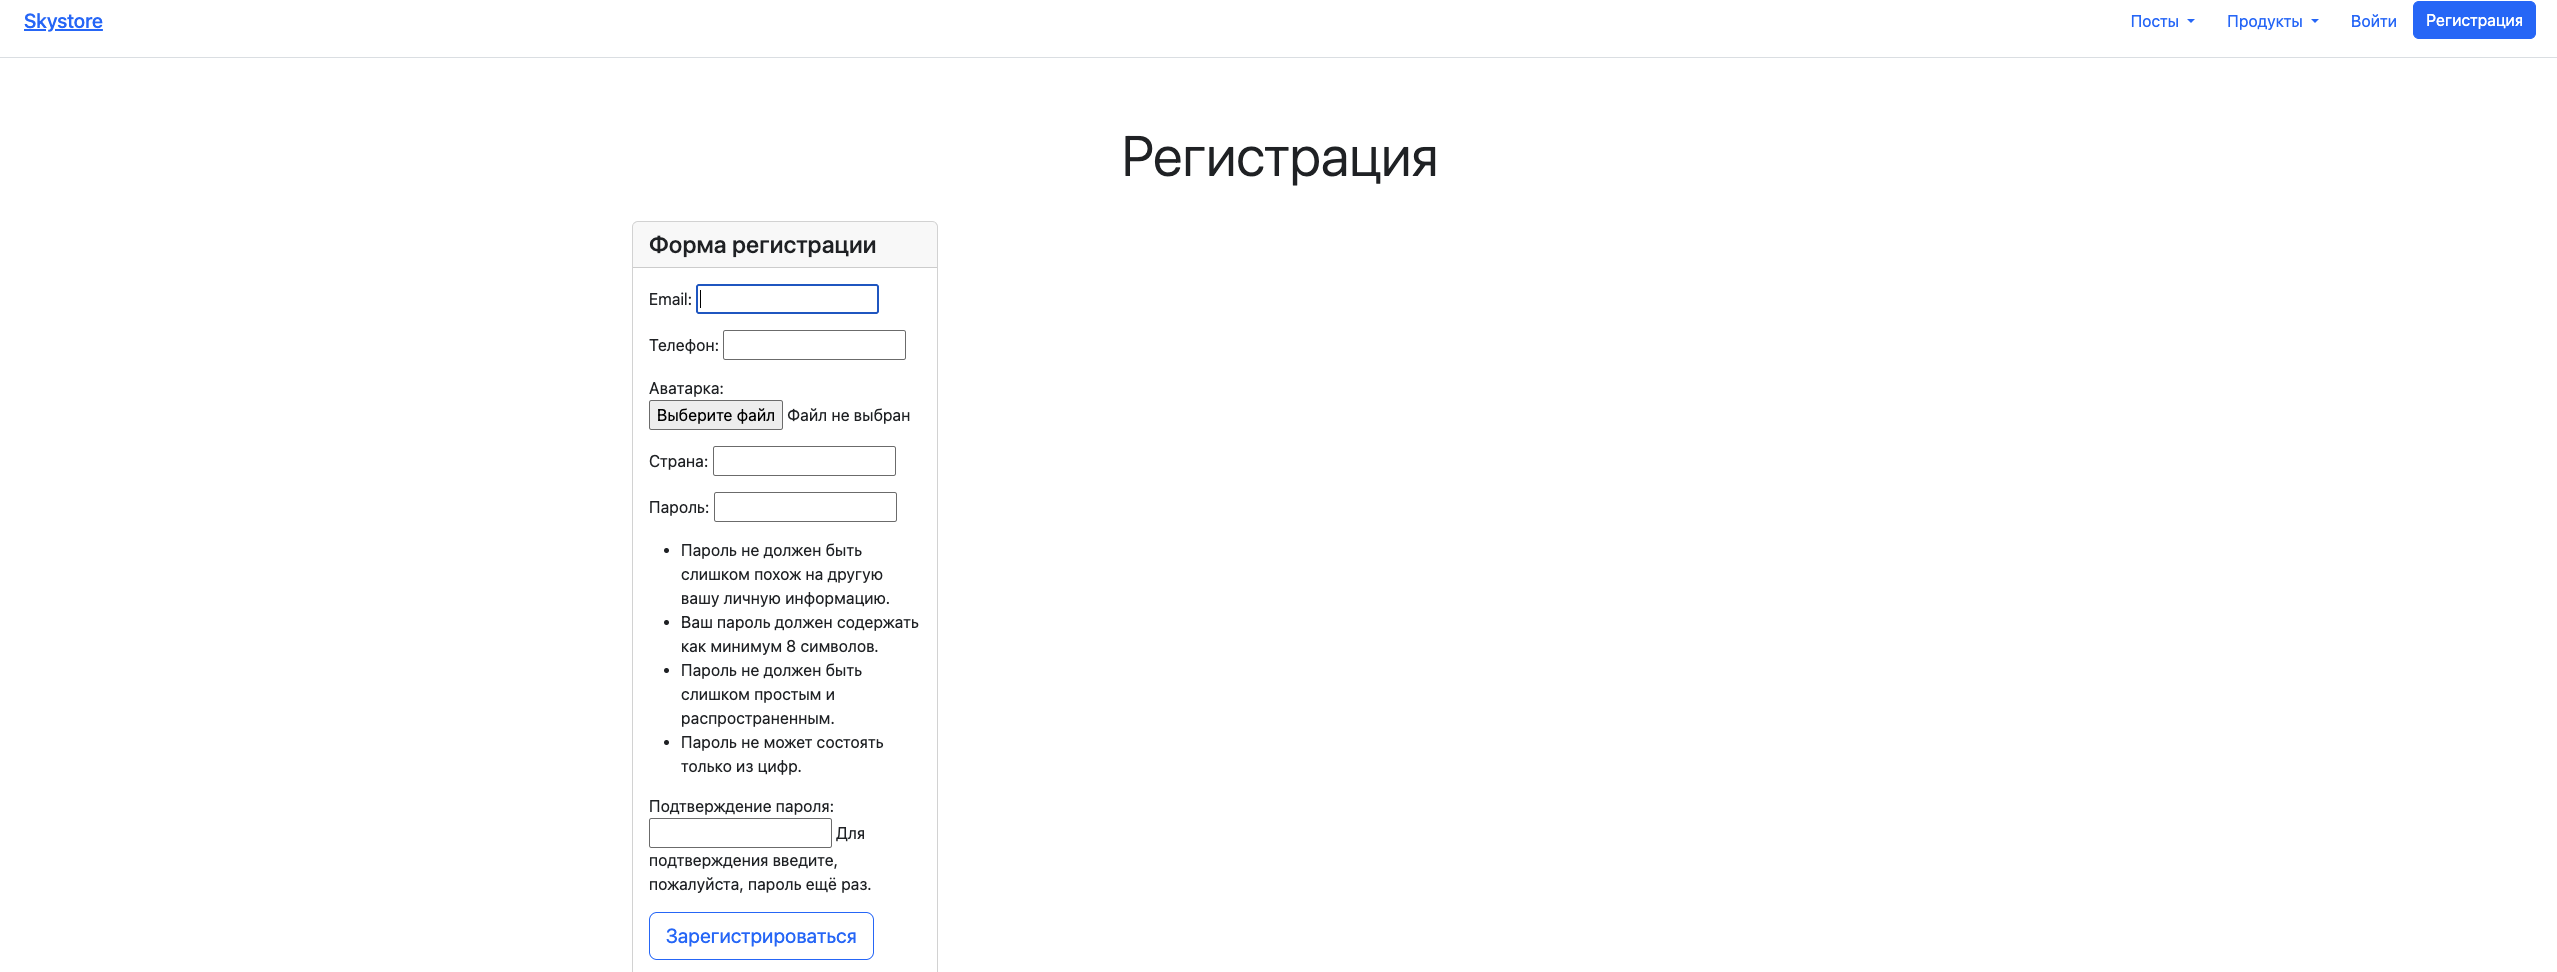 Skystore
Посты
Продукты
Войти
Регистрация
Регистрация
Форма регистрации
Email:
Телефон:
Аватарка:
Выберите файл Файл не выбран
Страна:
Пароль:
Пароль не должен быть
слишком похож на другую
вашу личную информацию.
Ваш пароль должен содержать
как минимум 8 символов.
Пароль не должен быть
слишком простым и
распространенным.
Пароль не может состоять
только из цифр.
Подтверждение пароля:
Для
подтверждения введите,
пожалуйста, пароль ещё раз.
Зарегистрироваться